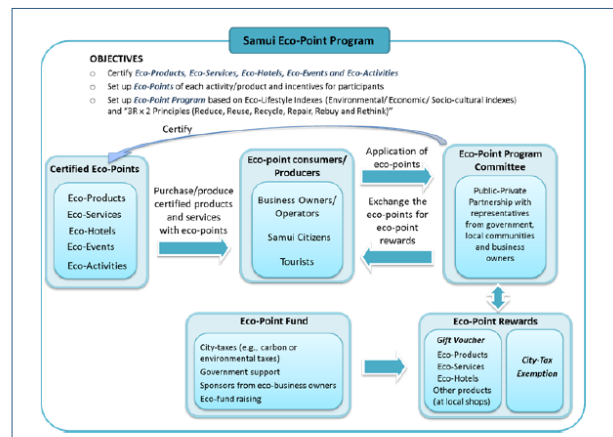 Samui Eco-Point Program
OBJECTIVES
○ Certify Eco-Products, Eco-Services, Eco-Hotels, Eco-Events and Eco-Activities
○ Set up Eco-Points of each activity/product and incentives for participants
○ Set up Eco-Point Program based on Eco-Lifestyle Indexes (Environmental/ Economic/ Socio-cultural indexes)
and "3R x 2 Principles (Reduce, Reuse, Recycle, Repair, Rebuy and Rethink)"
Certify
Certified Eco-Points
Eco-Products
Eco-Services
Eco-Hotels
Eco-Events
Eco-Activities
Purchase/produce
certified products
and services
with eco-points
Eco-point consumers/
Producers
Business Owners/
Operators
Samui Citizens
Tourists
Application of
eco-points
Exchange the
eco-points for
eco-point
rewards
Eco-Point Program
Committee
Public-Private
Partnership with
representatives
from government,
local communities
and business
owners
Eco-Point Fund
City-taxes (e.g., carbon or
environmental taxes)
Government support
Sponsors from eco-business owners
Eco-fund raising
Eco-Point Rewards
Gift Voucher
Eco-Products
Eco-Services
Eco-Hotels
Other products
(at local shops)
City-Tax
Exemption